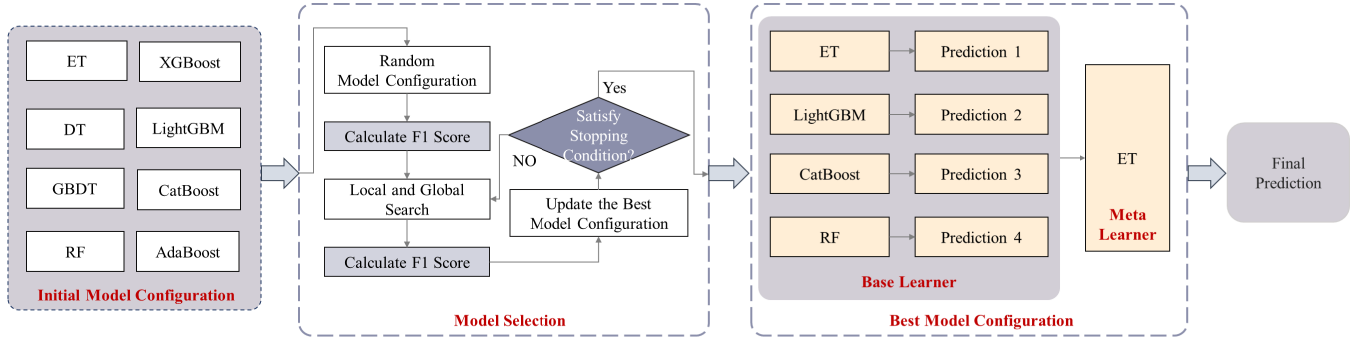 ET
XGBoost
DT
LightGBM
GBDT
CatBoost
RF
AdaBoost
Initial Model Configuration
Random
Model Configuration
Calculate F1 Score
Local and Global
Search
Calculate F1 Score
Yes
Satisfy
Stopping
Condition?
NO
Update the Best
Model Configuration
Model Selection
ET
Prediction 1
LightGBM
Prediction 2
CatBoost
Prediction 3
RF
Prediction 4
Base Learner
ET
Meta
Learner
Best Model Configuration
Final
Prediction